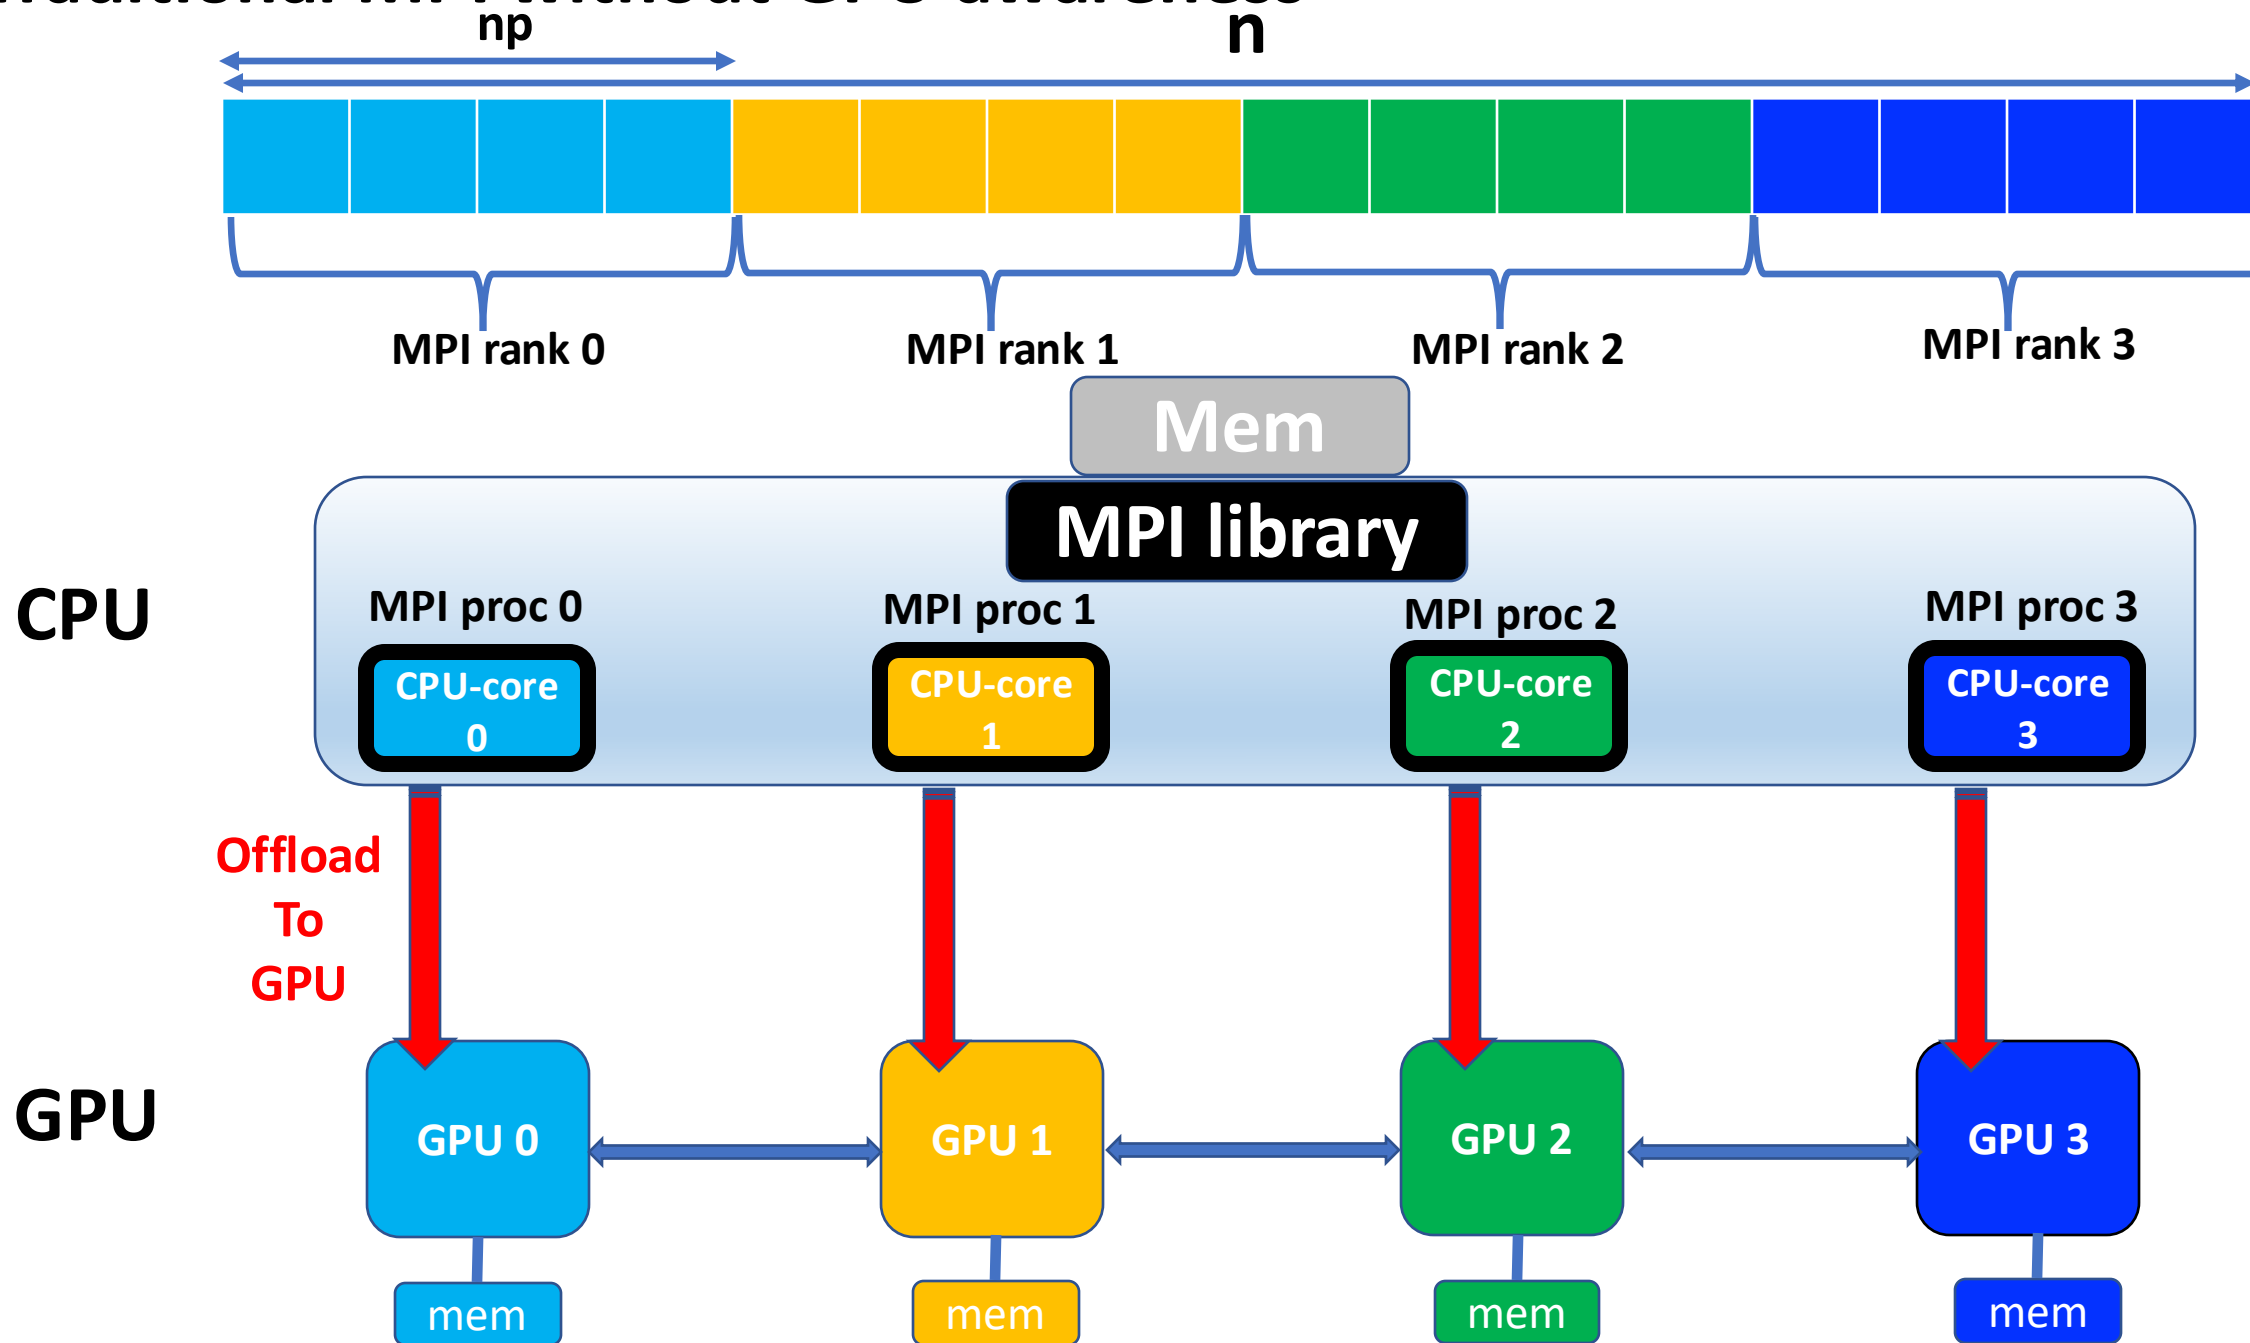 without GPU awareness
np
n
MPI rank 0
MPI rank 1
MPI rank 2
MPI rank 3
Mem
MPI library
CPU
MPI proc 0
MPI proc 1
MPI proc 2
MPI proc 3
CPU-core
0
CPU-core
1
CPU-core
2
CPU-core
3
Offload
To
GPU
GPU
GPU 0
GPU 1
GPU 2
GPU 3
mem
mem
mem
mem